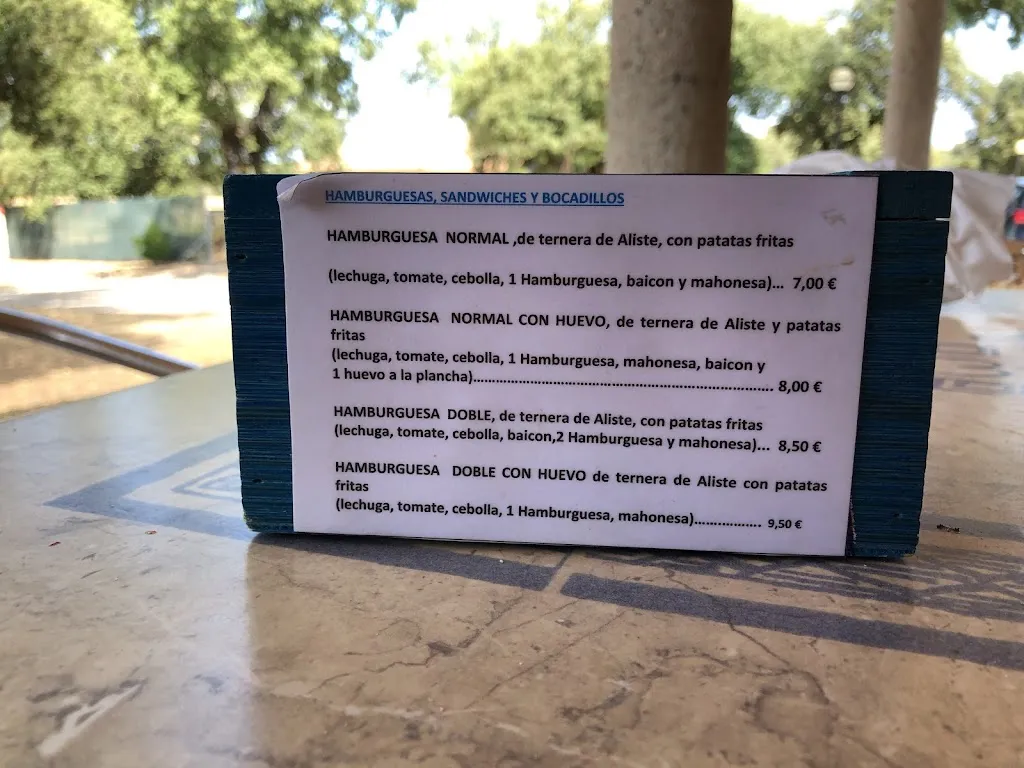 HAMBURGUESAS, SANDWICHES Y BOCADILLOS
HAMBURGUESA NORMAL ,de ternera de Aliste, con patatas fritas
(lechuga, tomate, cebolla, 1 Hamburguesa, baicon y mahonesa)... 7,00 €
HAMBURGUESA NORMAL CON HUEVO, de ternera de Aliste y patatas
fritas
(lechuga, tomate, cebolla, 1 Hamburguesa, mahonesa, baicon y
1 huevo a la plancha)................................................................................ 8,00 €
HAMBURGUESA DOBLE, de ternera de Aliste, con patatas fritas
(lechuga, tomate, cebolla, baicon,2 Hamburguesa y mahonesa)... 8,50 €
HAMBURGUESA DOBLE CON HUEVO de ternera de Aliste con patatas
fritas
(lechuga, tomate, cebolla, 1 Hamburguesa, mahonesa)................. 9,50 €